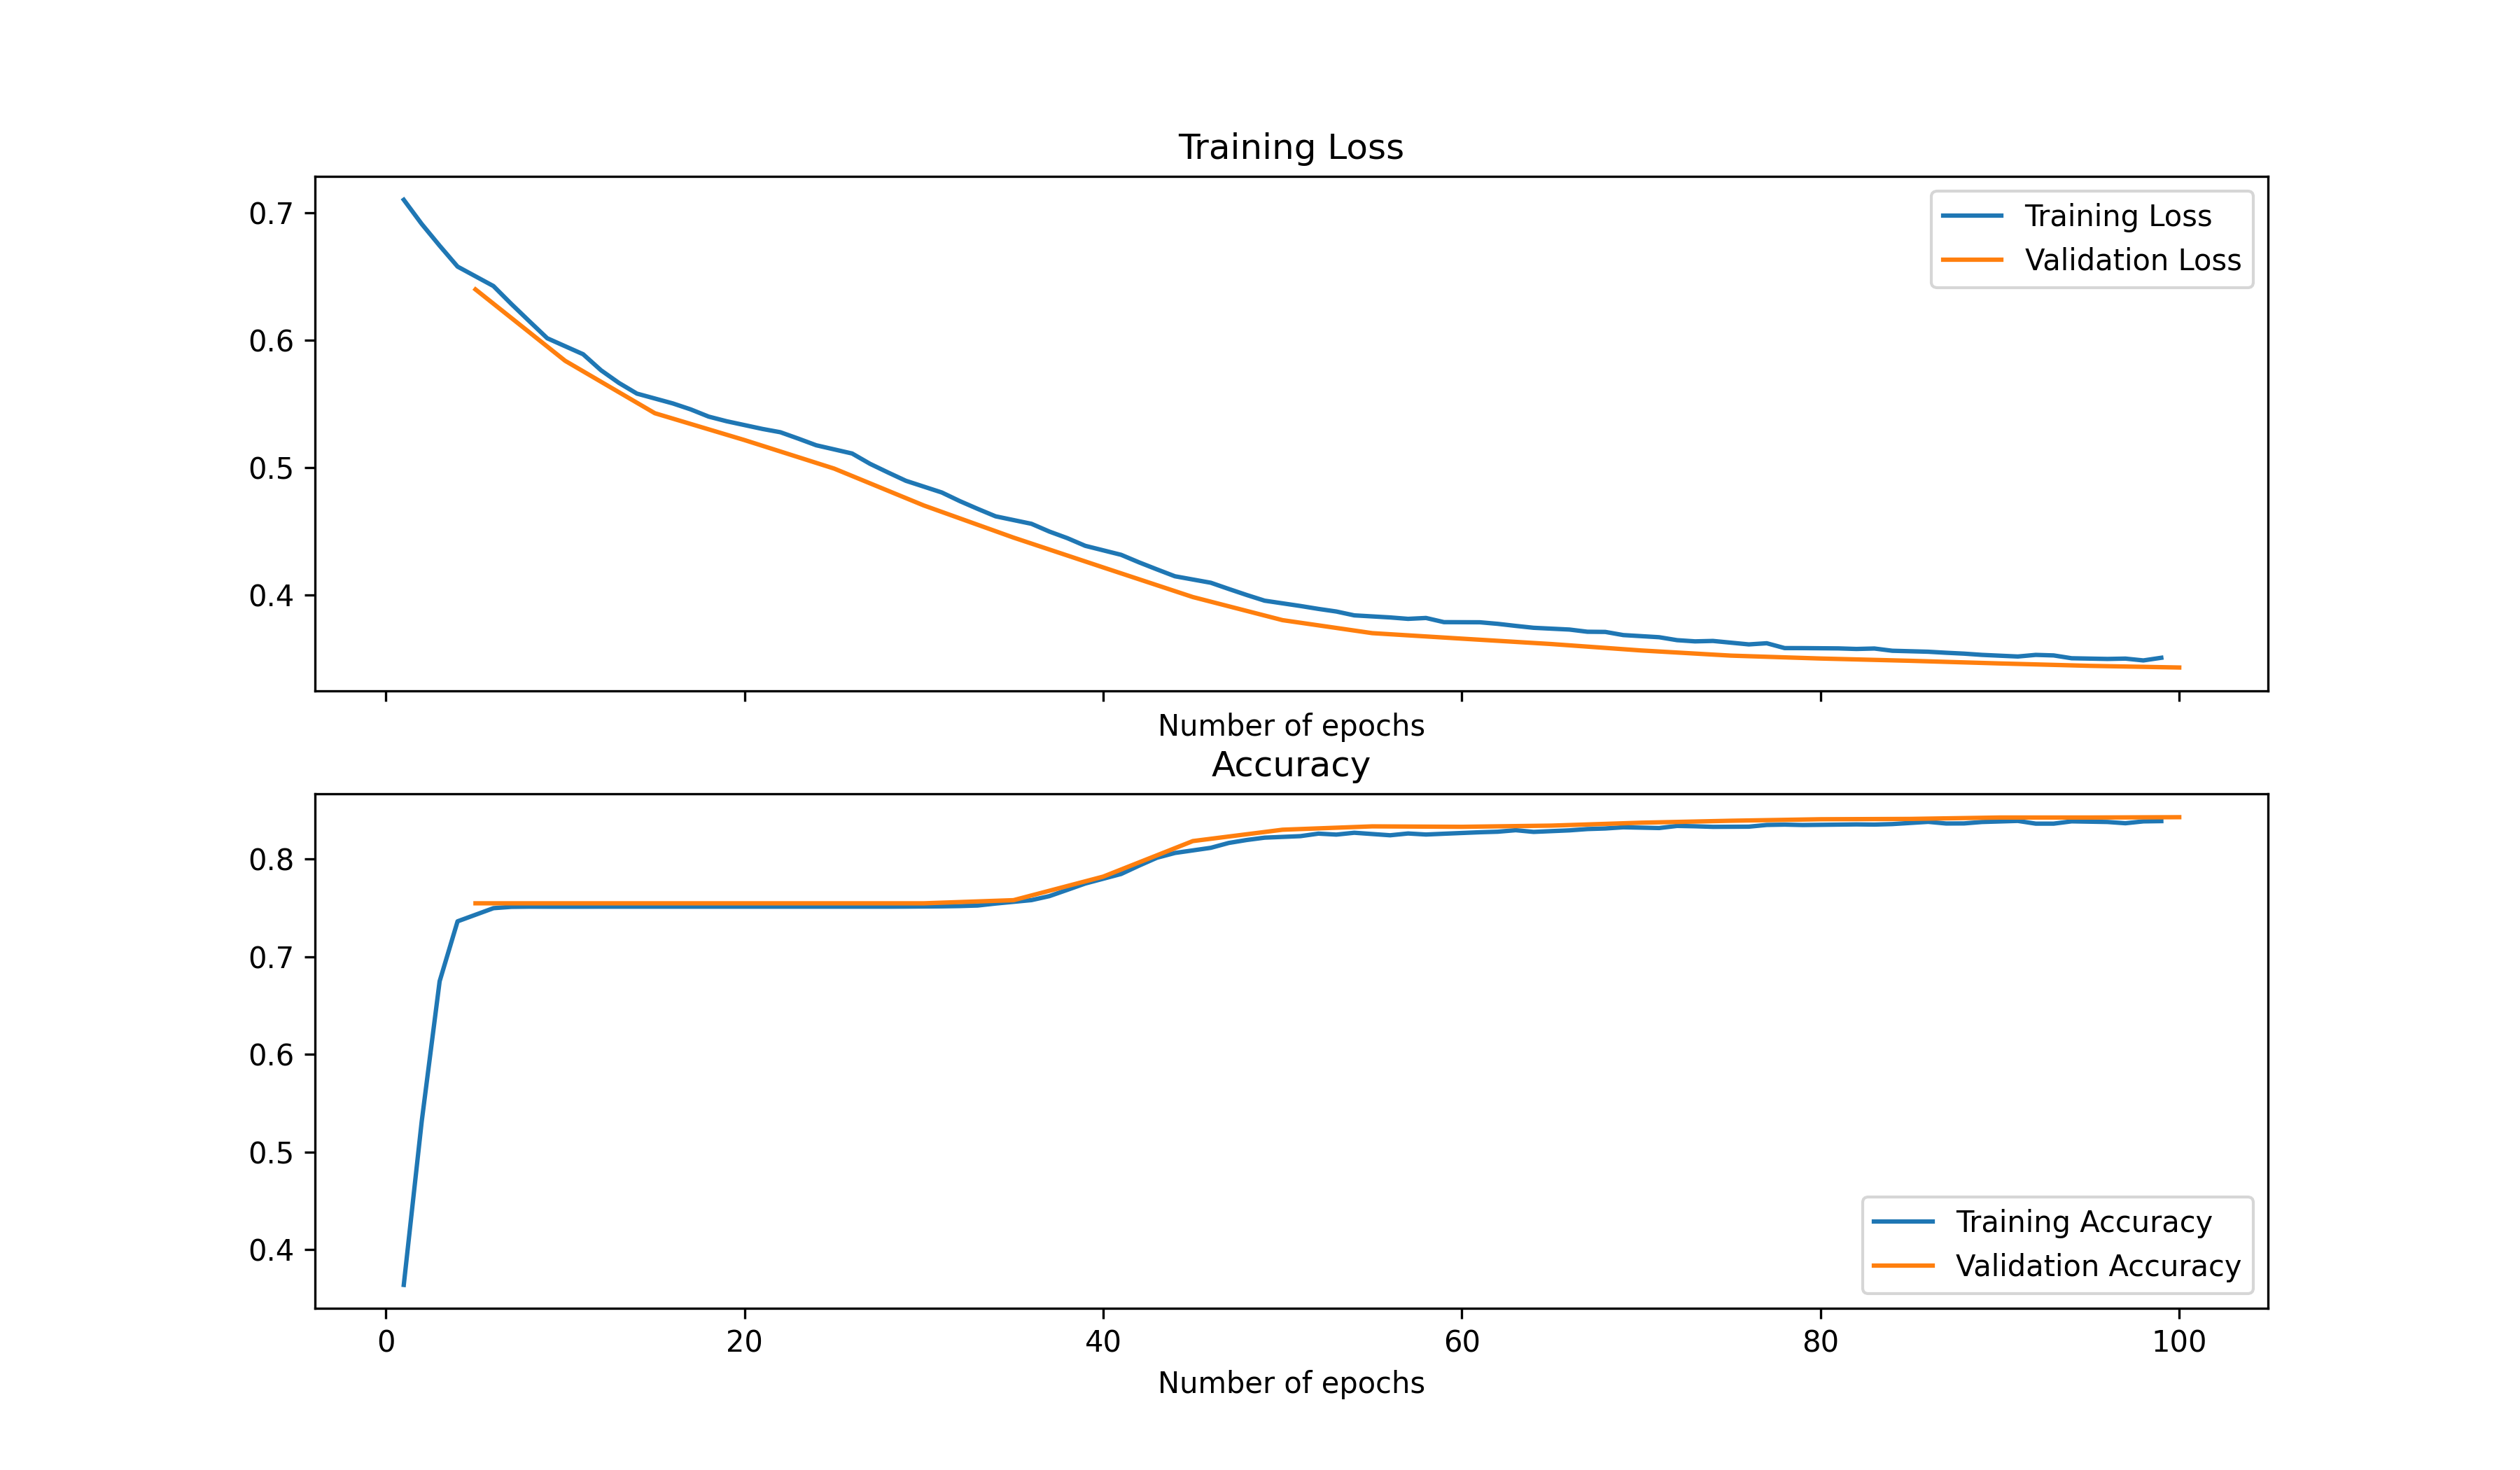 Training Loss
0.7
0.6
0.5
0.4
Training Loss
Validation Loss
Number of epochs
Accuracy
0.8
0.7
0.6
0.5
0.4
Training Accuracy
Validation Accuracy
0 20 40 60 80 100
Number of epochs